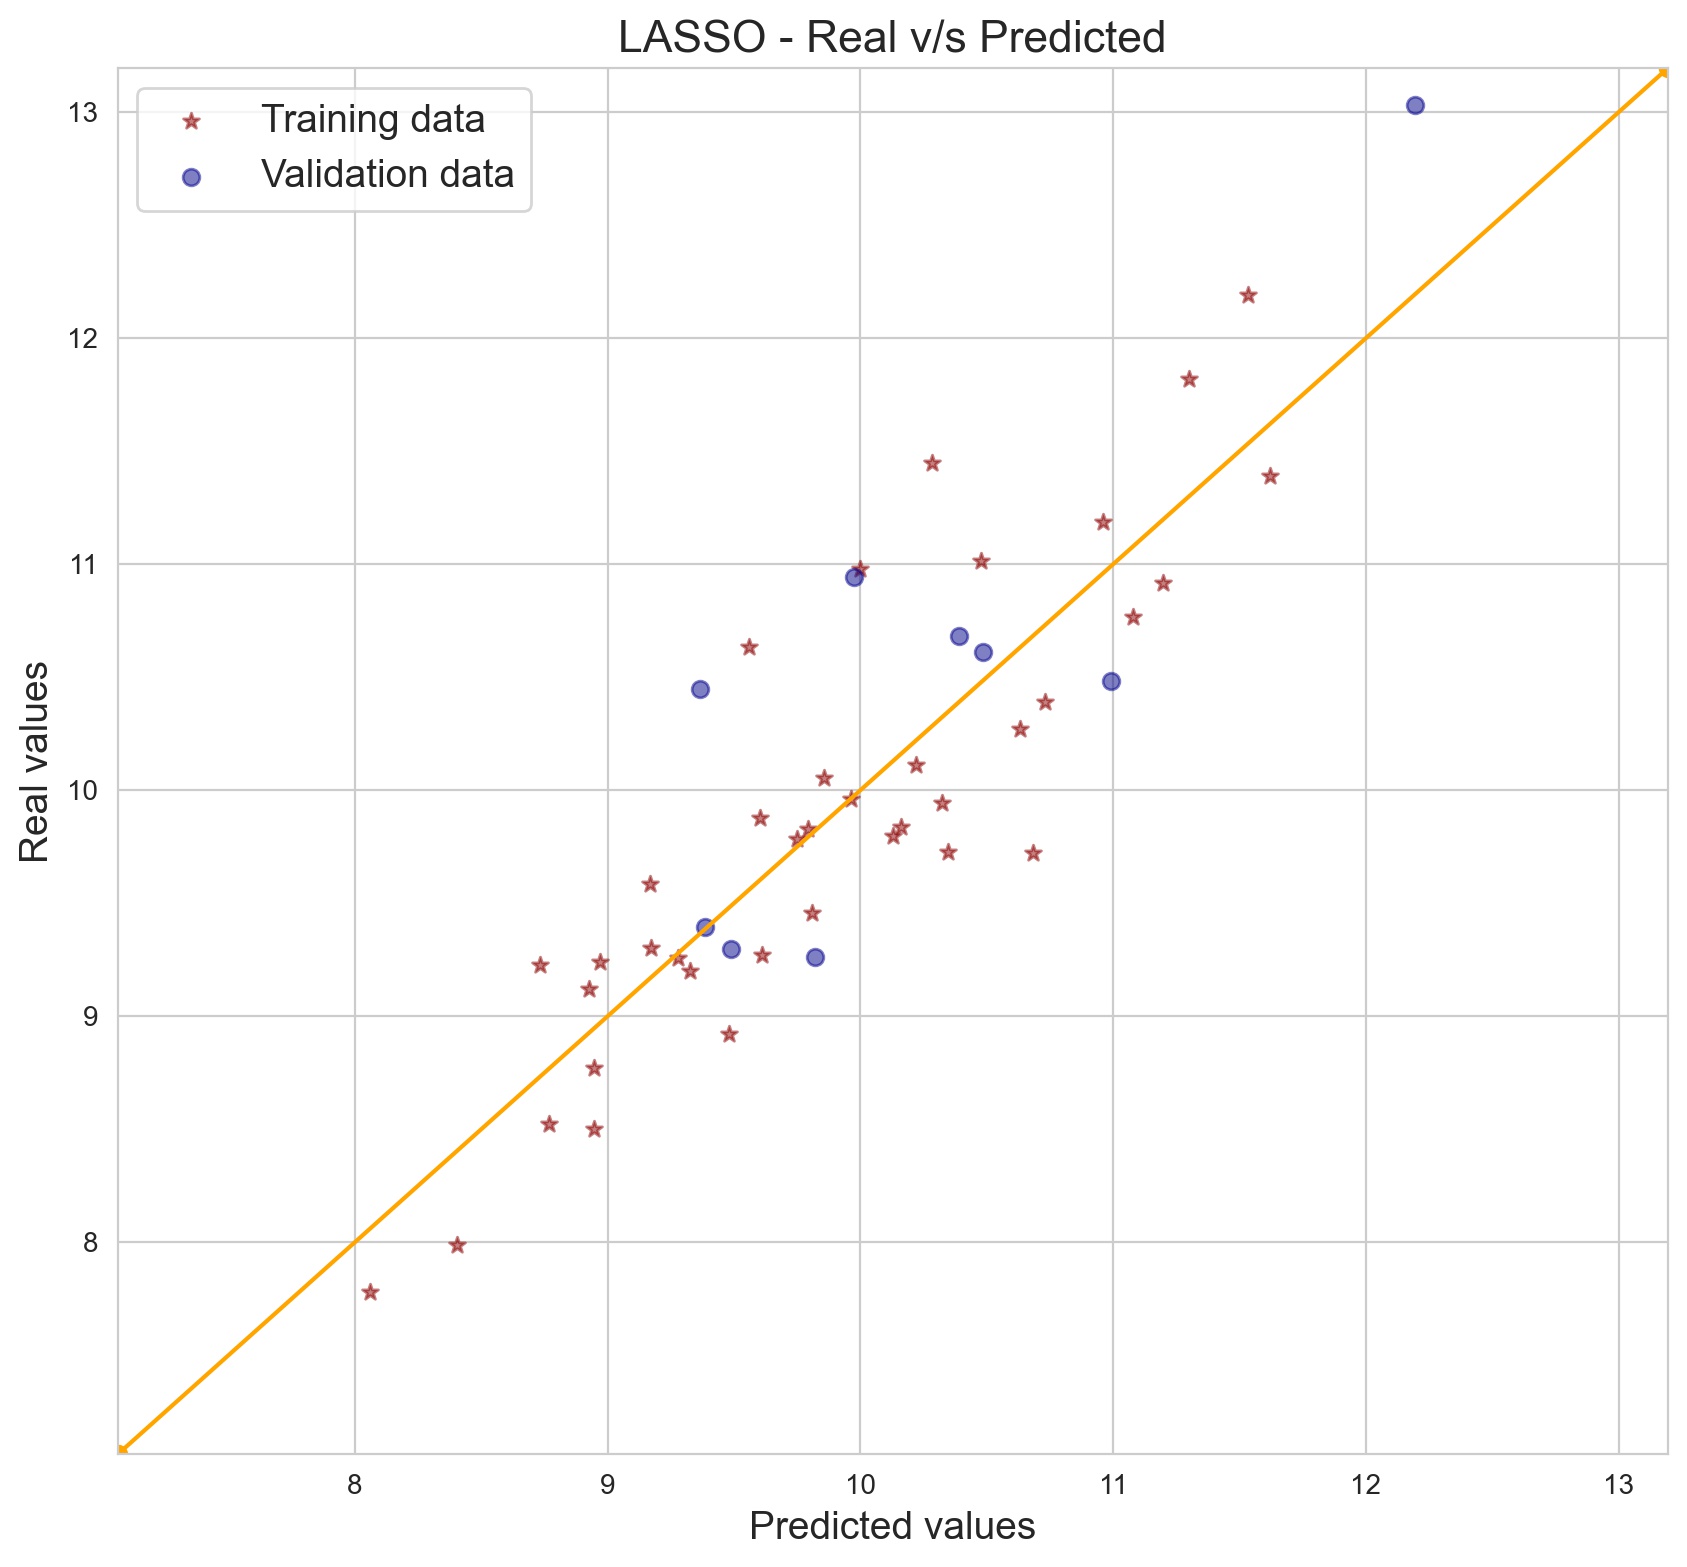 LASSO - Real v/s Predicted
Training data
Validation data
13
12
11
10
9
8
Real values
8
9
10
11
12
13
Predicted values